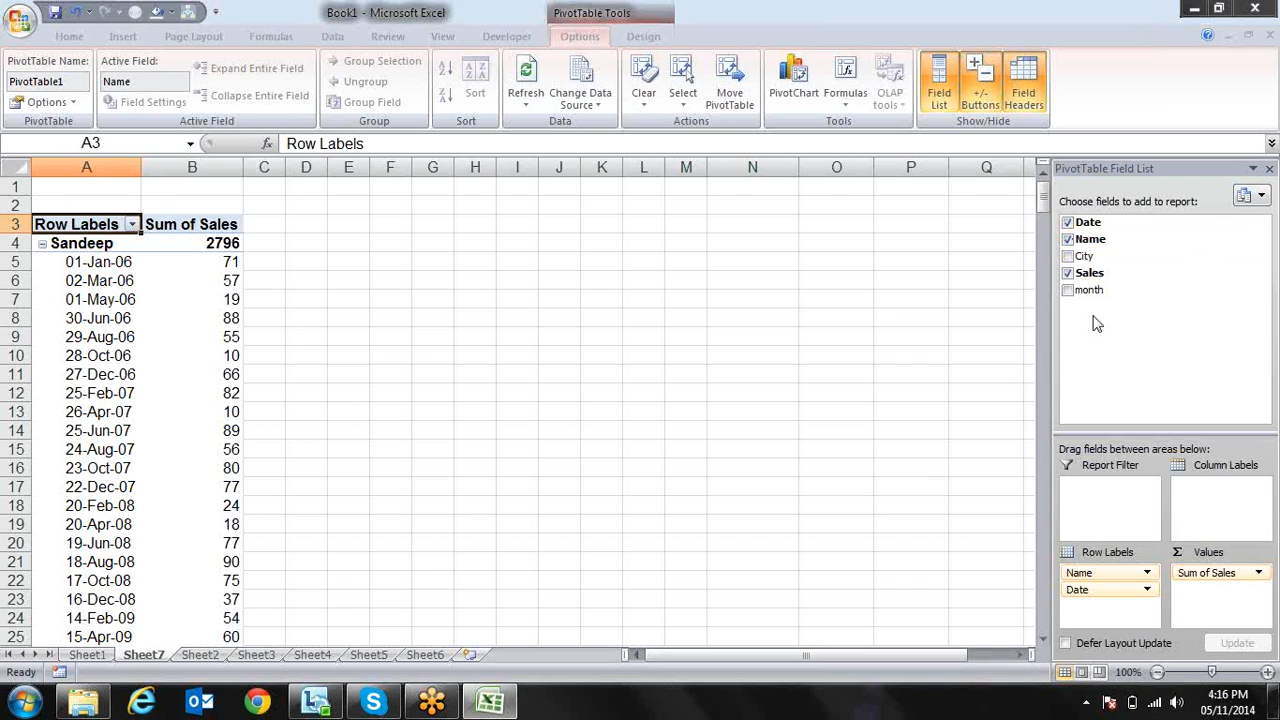 Book1 - Microsoft Excel
PivotTable Tools
Home Insert Page Layout Formulas Data Review View Developer Options Design
PivotTable Name:
PivotTable1
Options
PivotTable
Active Field:
Name
Field Settings
Expand Entire Field
Collapse Entire Field
Active Field
Group Selection
Ungroup
Group Field
Group
Sort
Sort
Refresh
Change Data Source
Data
Clear
Select
Move PivotTable
Actions
PivotChart
Formulas
OLAP tools
Tools
Field List
+/- Buttons
Field Headers
Show/Hide
A3
fx
Row Labels
A B C D E F G H I J K L M N O P Q
1
2
3 Row Labels Sum of Sales
4 Sandeep 2796
5 01-Jan-06 71
6 02-Mar-06 57
7 01-May-06 19
8 30-Jun-06 88
9 29-Aug-06 55
10 28-Oct-06 10
11 27-Dec-06 66
12 25-Feb-07 82
13 26-Apr-07 10
14 25-Jun-07 89
15 24-Aug-07 56
16 23-Oct-07 80
17 22-Dec-07 77
18 20-Feb-08 24
19 20-Apr-08 18
20 19-Jun-08 77
21 18-Aug-08 90
22 17-Oct-08 75
23 16-Dec-08 37
24 14-Feb-09 54
25 15-Apr-09 60
PivotTable Field List
Choose fields to add to report:
Date
Name
City
Sales
month
Drag fields between areas below:
Report Filter
Column Labels
Row Labels
Σ Values
Name
Date
Sum of Sales
Defer Layout Update
Update
Sheet1 Sheet7 Sheet2 Sheet3 Sheet4 Sheet5 Sheet6
Ready
100%
4:16 PM
05/11/2014